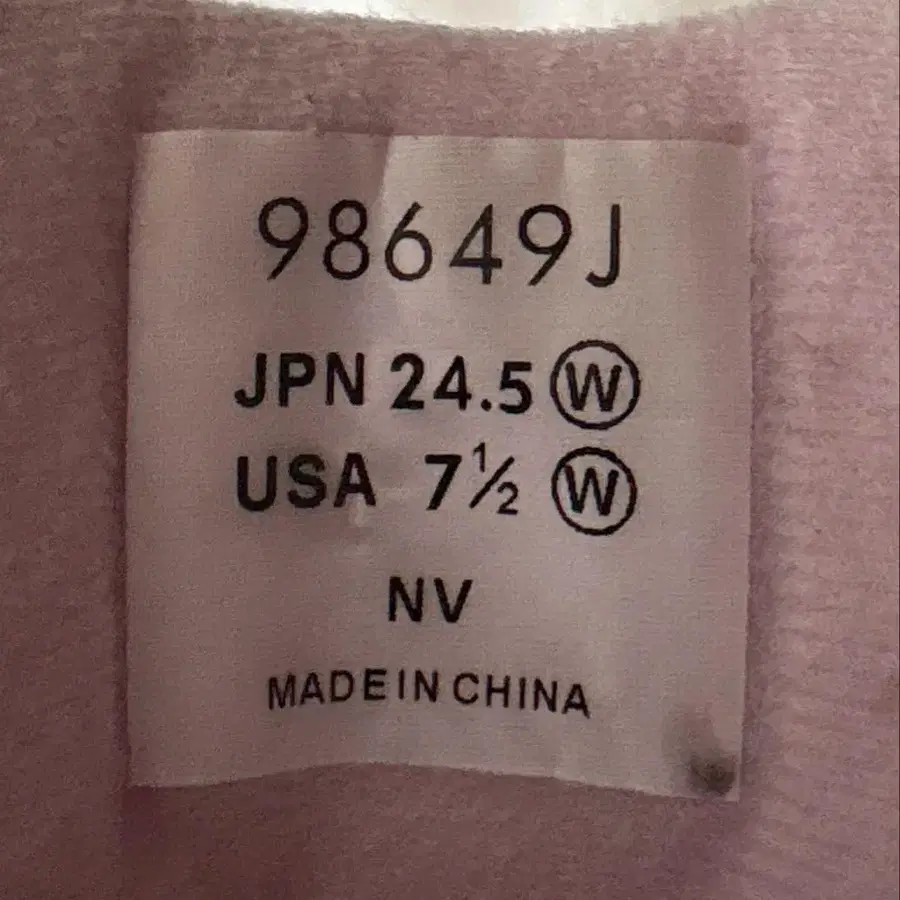 98649J
JPN 24.5 Ⓦ
USA 7½ Ⓦ
NV
MADE IN CHINA